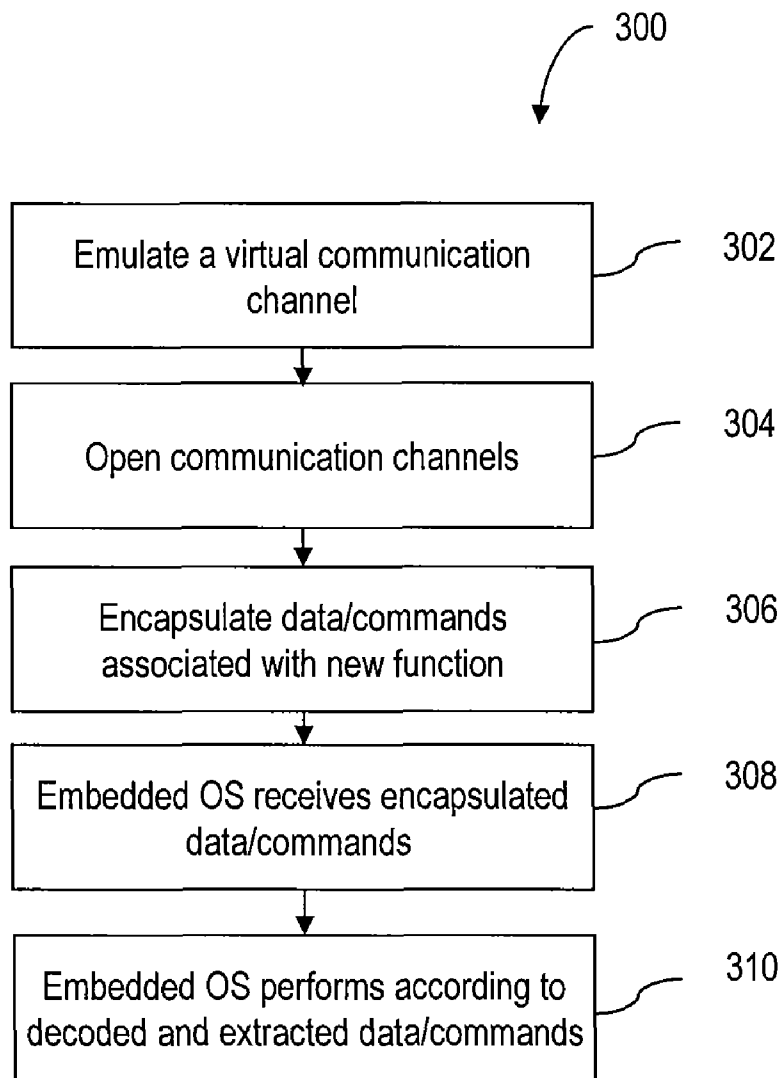 300
Emulate a virtual communication
channel
302
Open communication channels
304
Encapsulate data/commands
associated with new function
306
Embedded OS receives encapsulated
data/commands
308
Embedded OS performs according to
decoded and extracted data/commands
310